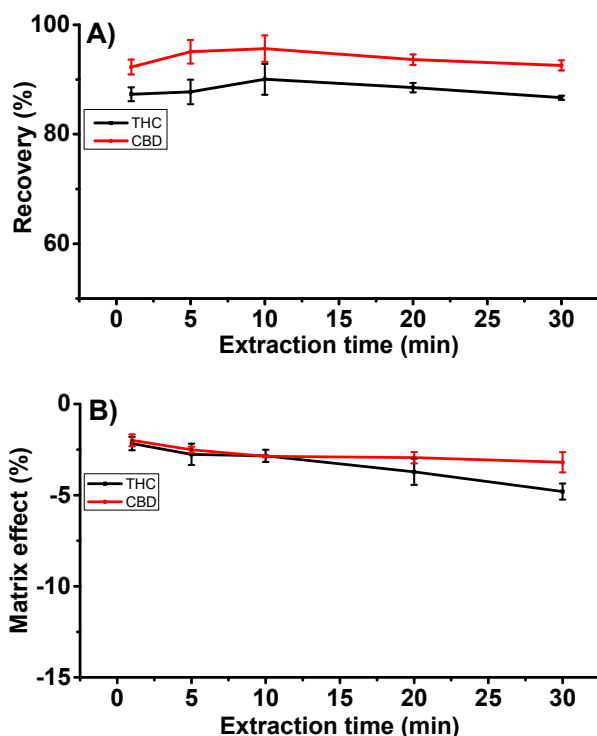 A)
100
80
60
Recovery (%)
THC
CBD
0 5 10 15 20 25 30
Extraction time (min)
B)
0
-5
-10
-15
Matrix effect (%)
THC
CBD
0 5 10 15 20 25 30
Extraction time (min)